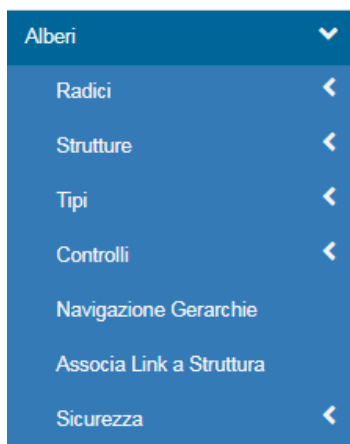 Alberi
Radici
Strutture
Tipi
Controlli
Navigazione Gerarchie
Associa Link a Struttura
Sicurezza